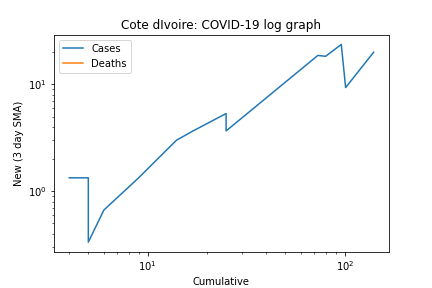 Cote dIvoire: COVID-19 log graph
Cases
Deaths
New (3 day SMA)
10¹
10⁰
10¹
10²
Cumulative